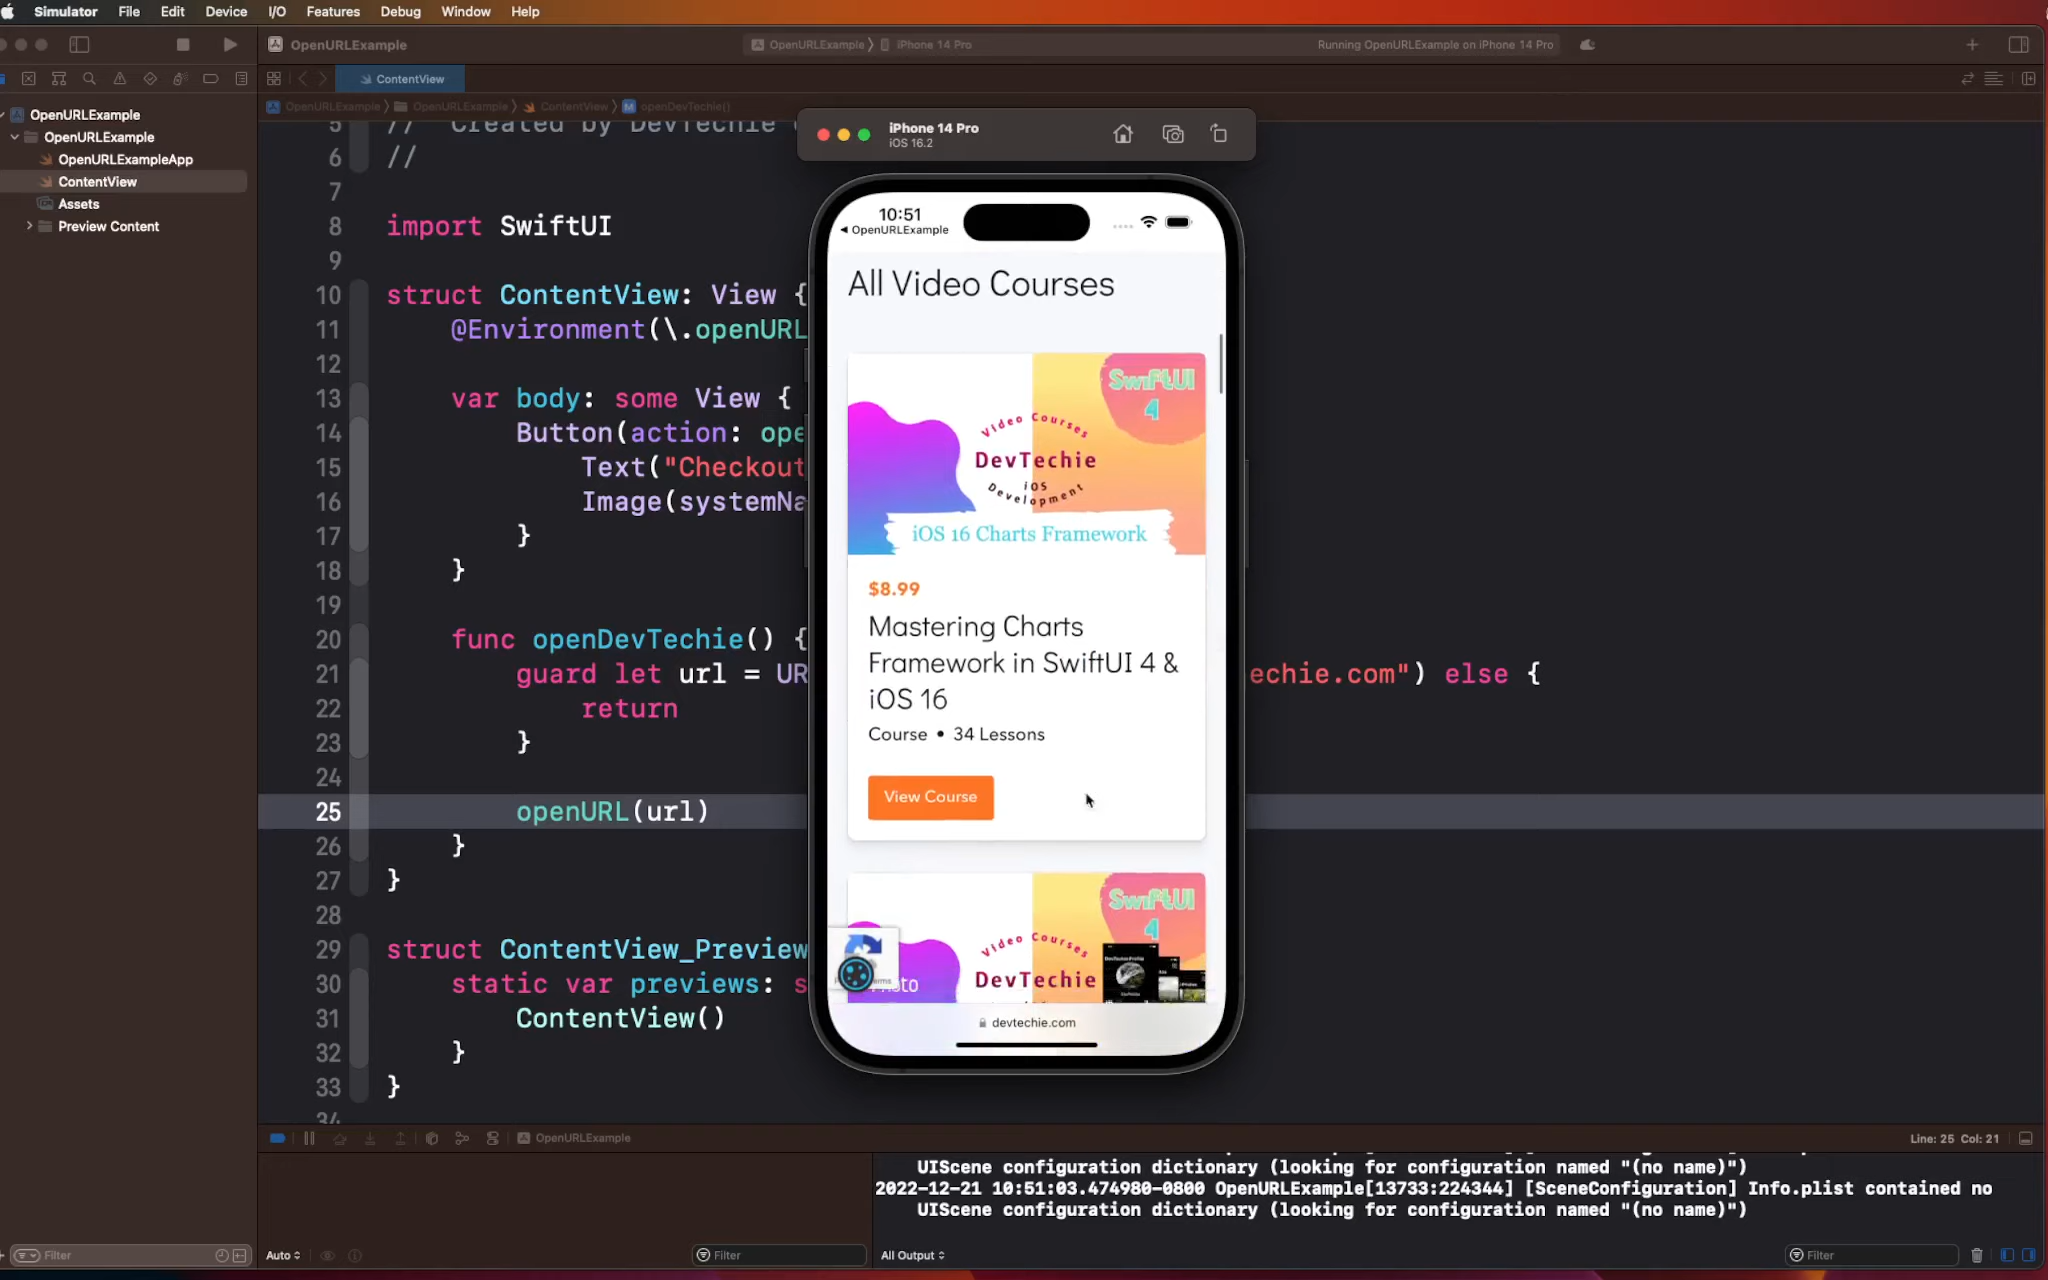 Simulator File Edit Device I/O Features Debug Window Help
OpenURLExample
OpenURLExample iPhone 14 Pro
Running OpenURLExample on iPhone 14 Pro
ContentView
OpenURLExample OpenURLExample ContentView M openDevTechie()
OpenURLExample
OpenURLExample
OpenURLExampleApp
ContentView
Assets
Preview Content
5 // Created by DevTechie
6 //
7
8 import SwiftUI
9
10 struct ContentView: View {
11 @Environment(\.openURL
12
13 var body: some View {
14 Button(action: ope
15 Text("Checkout
16 Image(systemNa
17 }
18 }
19
20 func openDevTechie() {
21 guard let url = UR echie.com") else {
22 return
23 }
24
25 openURL(url)
26 }
27 }
28
29 struct ContentView_Preview
30 static var previews: s
31 ContentView()
32 }
33 }
34
iPhone 14 Pro
iOS 16.2
10:51
OpenURLExample
All Video Courses
SwiftUI
4
Video Courses
DevTechie
iOS
Development
iOS 16 Charts Framework
$8.99
Mastering Charts
Framework in SwiftUI 4 &
iOS 16
Course • 34 Lessons
View Course
SwiftUI
4
Video Courses
DevTechie
devtechie.com
OpenURLExample
Line: 25 Col: 21
UIScene configuration dictionary (looking for configuration named "(no name)")
2022-12-21 10:51:03.474980-0800 OpenURLExample[13733:224344] [SceneConfiguration] Info.plist contained no
UIScene configuration dictionary (looking for configuration named "(no name)")
Filter
Auto
Filter
All Output
Filter